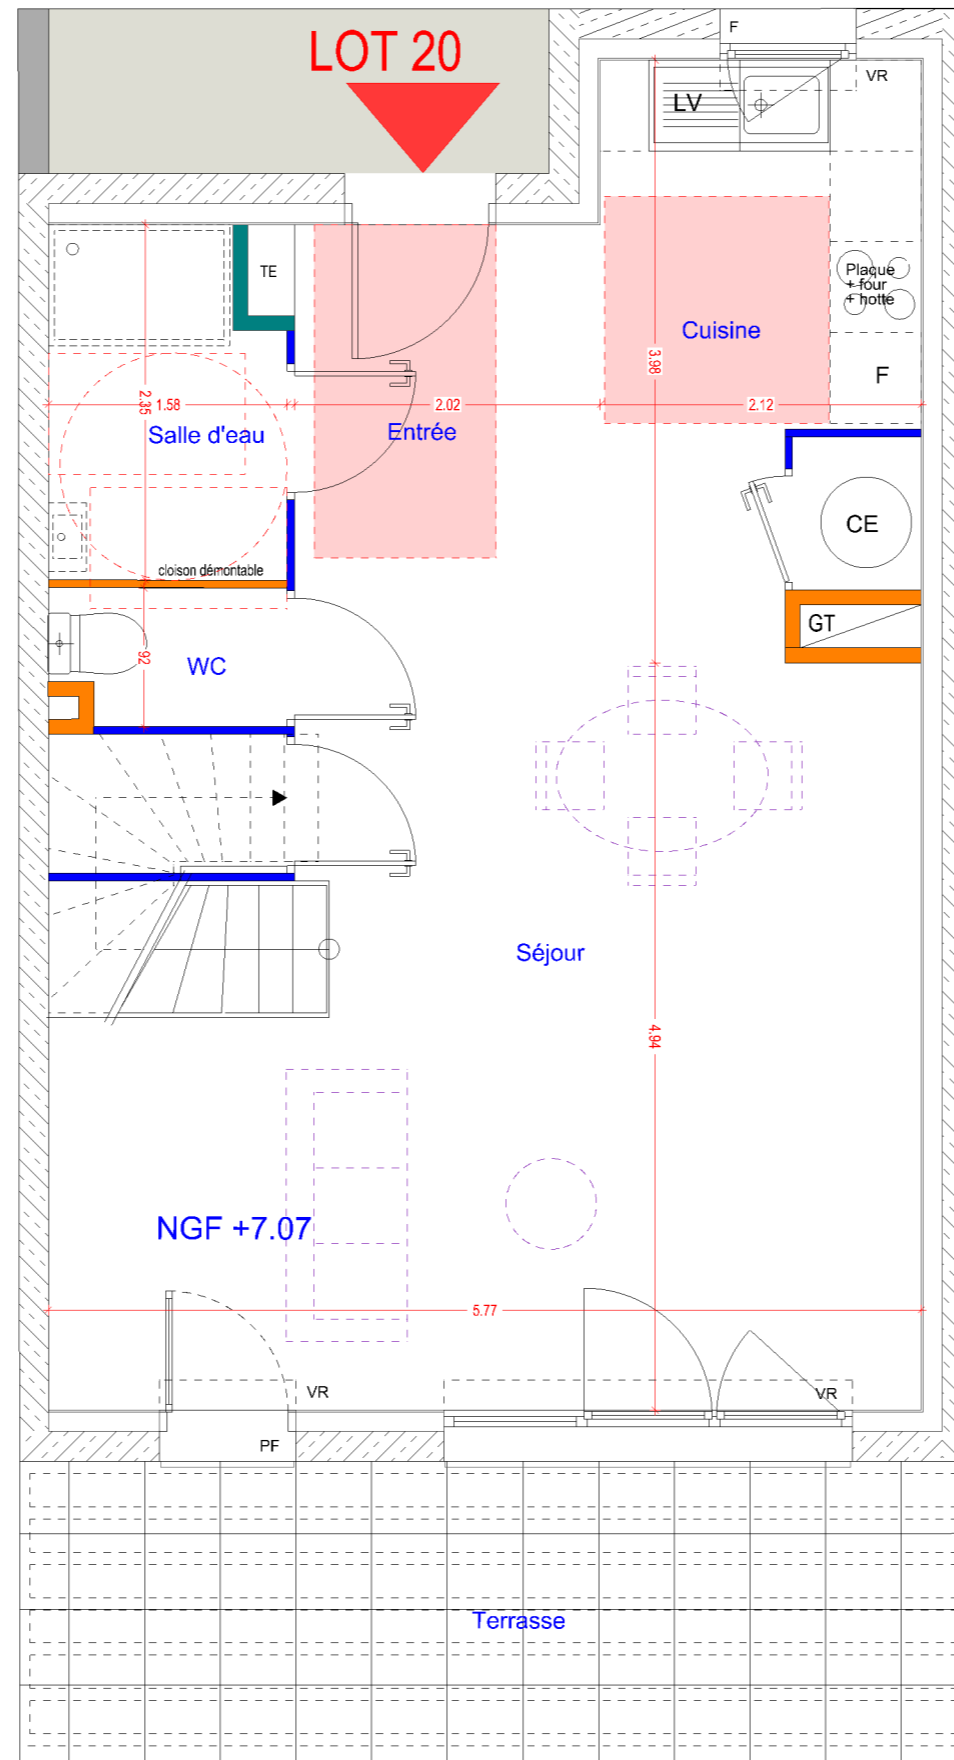 LOT 20
F
VR
LV
TE
Plaque
+ four
+ hotte
Cuisine
3.98
F
2.35
1.58
2.02
2.12
Salle d'eau
Entrée
CE
cloison démontable
GT
WC
92
Séjour
4.94
NGF +7.07
5.77
VR
VR
PF
Terrasse